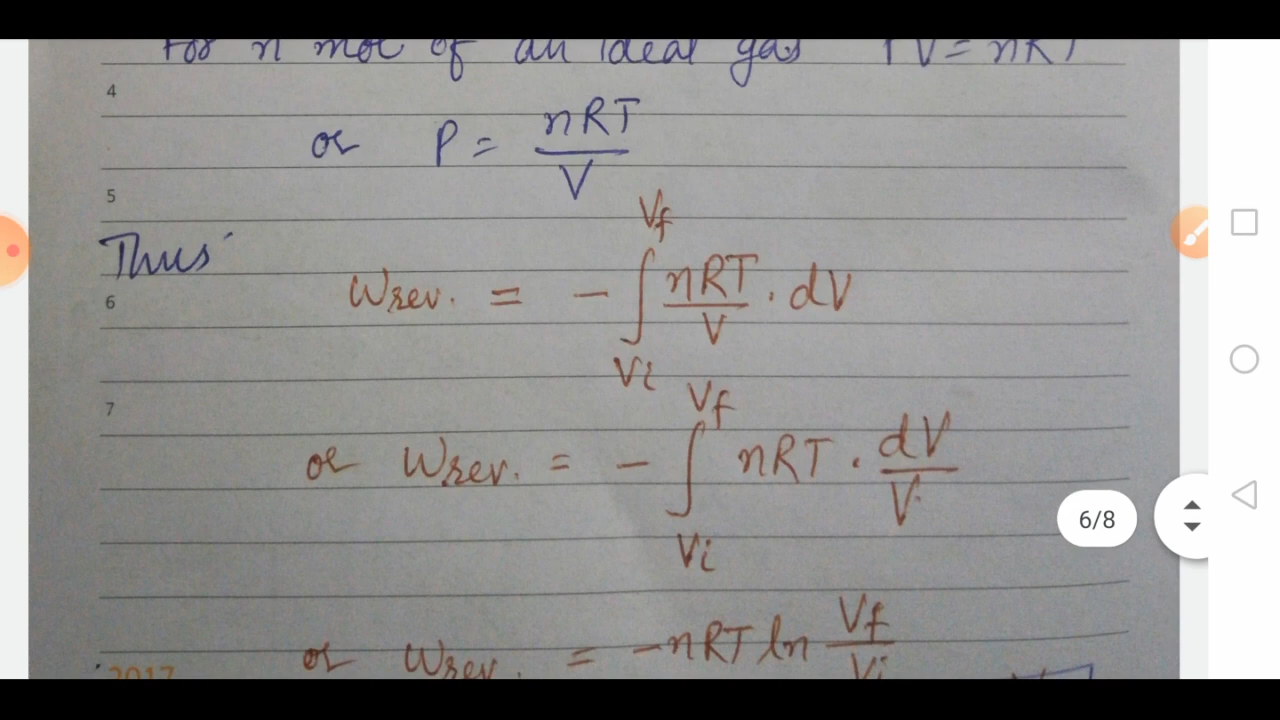 For n mol of an ideal gas PV = nRT
4
or P = nRT/V
5
Thus
6
Wrev. = - ∫ Vi Vf nRT/V . dV
7
or Wrev. = - ∫ Vi Vf nRT . dV/V
6/8
or Wrev. = -nRT ln Vf/Vi
2017